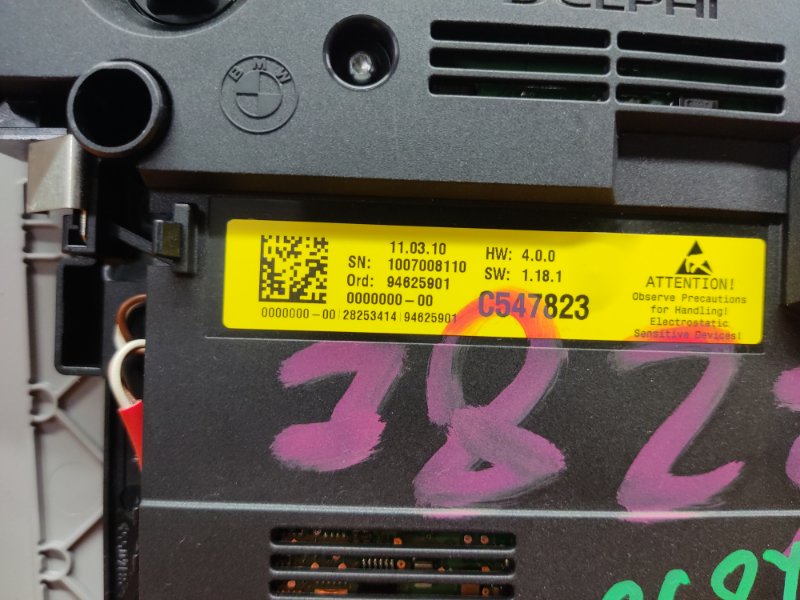 DELPHI
BMW
11.03.10
SN: 1007008110
Ord: 94625901
0000000-00
0000000-00 28253414 94625901
HW: 4.0.0
SW: 1.18.1
C547823
ATTENTION!
Observe Precautions
for Handling!
Electrostatic
Sensitive Devices!